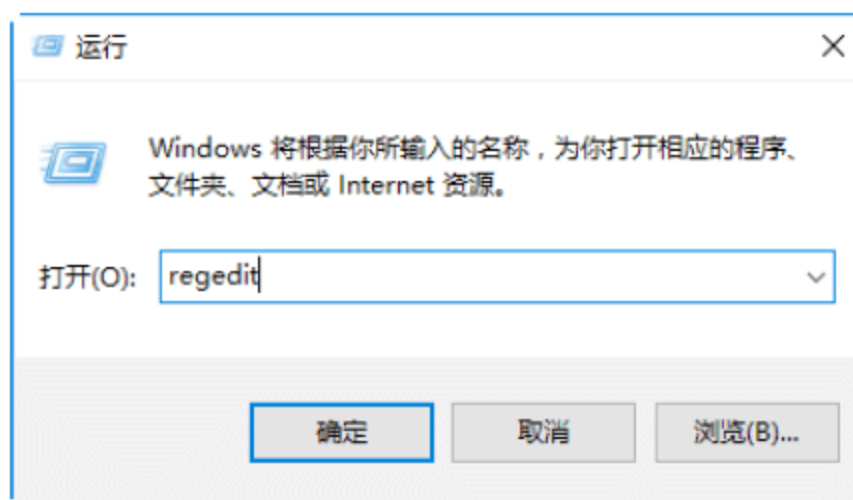 运行
Windows 将根据你所输入的名称，为你打开相应的程序、
文件夹、文档或 Internet 资源。
打开(O): regedit
确定 取消 浏览(B)...